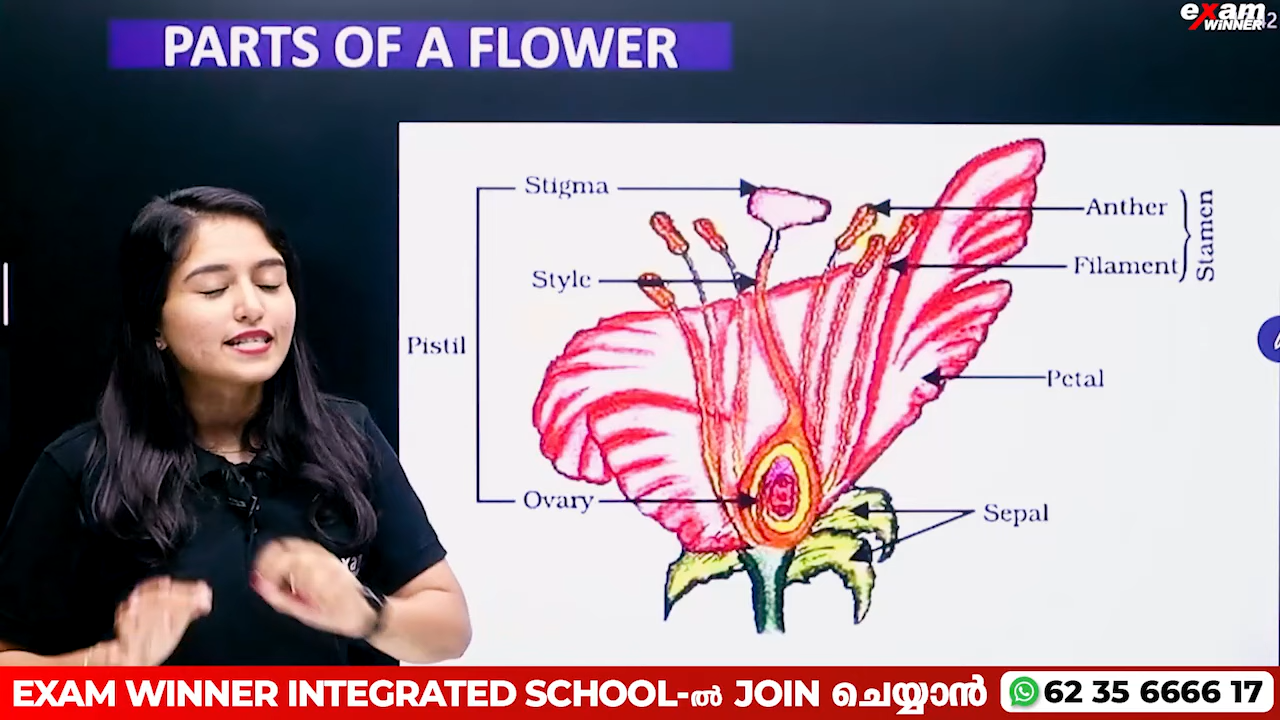 PARTS OF A FLOWER
exam
WINNER
Stigma
Anther
Stamen
Style
Filament
Pistil
Petal
Ovary
Sepal
EXAM WINNER INTEGRATED SCHOOL-ൽ JOIN ചെയ്യാൻ 62 35 6666 17